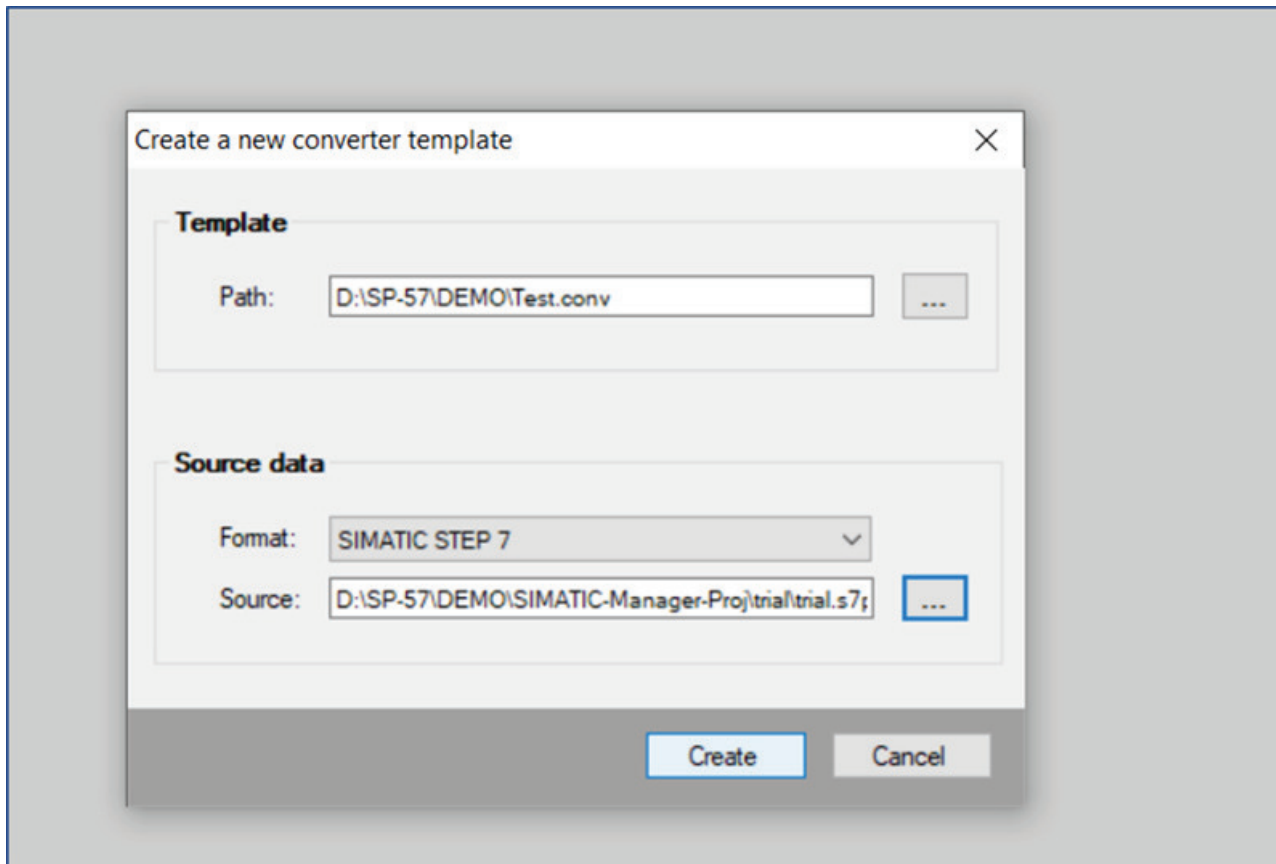 Create a new converter template
Template
Path: D:\SP-57\DEMO\Test.conv ...
Source data
Format: SIMATIC STEP 7
Source: D:\SP-57\DEMO\SIMATIC-Manager-Proj\trial\trial.s7p ...
Create Cancel